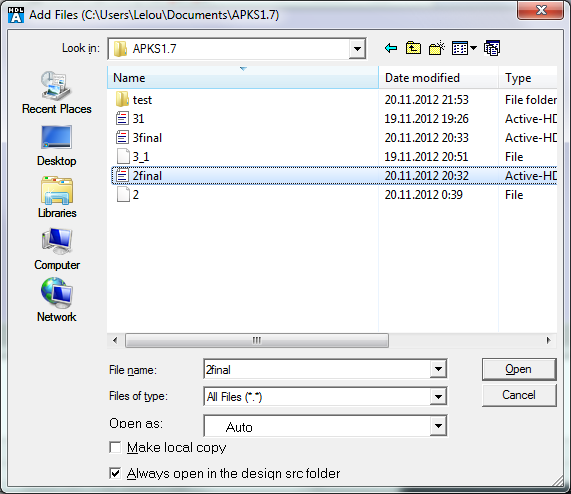 HDL
A
Add Files (C:\Users\Lelou\Documents\APKS1.7)
Look in:
APKS1.7
Recent Places
Desktop
Libraries
Computer
Network
Name Date modified Type
test 20.11.2012 21:53 File folder
31 19.11.2012 19:26 Active-HD
3final 20.11.2012 20:33 Active-HD
3_1 19.11.2012 20:51 File
2final 20.11.2012 20:32 Active-HD
2 20.11.2012 0:39 File
File name: 2final Open
Files of type: All Files (*.*) Cancel
Open as: Auto
Make local copy
Always open in the design src folder